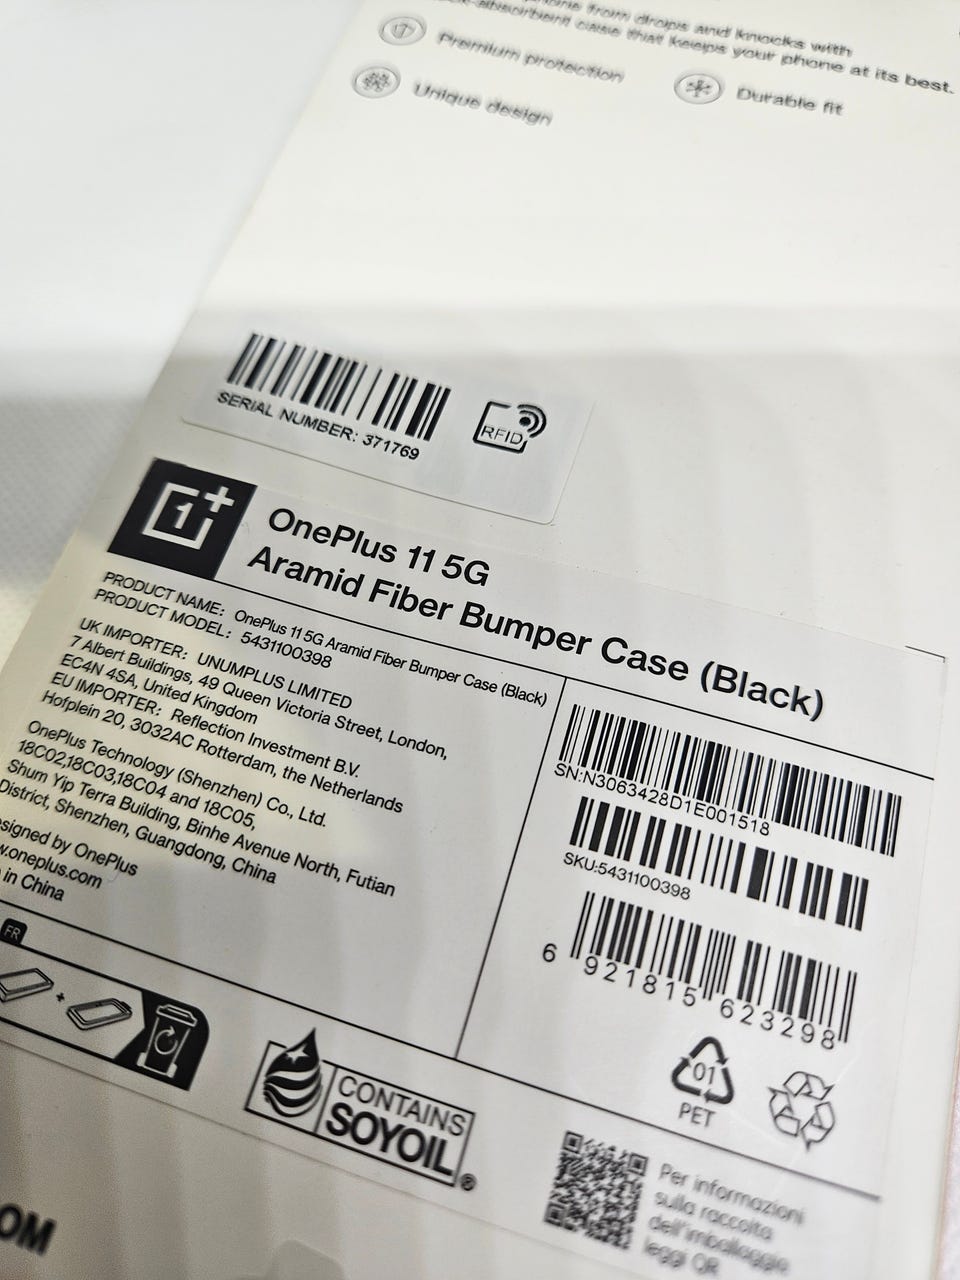 from drops and knocks with
-absorbent case that keeps your phone at its best.
Premium protection
Unique design
Durable fit
SERIAL NUMBER: 371769
RFID
1+
OnePlus 11 5G
Aramid Fiber Bumper Case (Black)
PRODUCT NAME: OnePlus 11 5G Aramid Fiber Bumper Case (Black)
PRODUCT MODEL: 5431100398
UK IMPORTER: UNUMPLUS LIMITED
7 Albert Buildings, 49 Queen Victoria Street, London,
EC4N 4SA, United Kingdom
EU IMPORTER: Reflection Investment B.V.
Hofplein 20, 3032AC Rotterdam, the Netherlands
OnePlus Technology (Shenzhen) Co., Ltd.
18C02,18C03,18C04 and 18C05,
Shum Yip Terra Building, Binhe Avenue North, Futian
District, Shenzhen, Guangdong, China
esigned by OnePlus
w.oneplus.com
in China
SN:N3063428D1E001518
SKU:5431100398
6 921815 623298
FR
+
CONTAINS
SOYOIL®
01
PET
Per informazioni
sulla raccolta
dell'imballaggio
leggi QR
OM